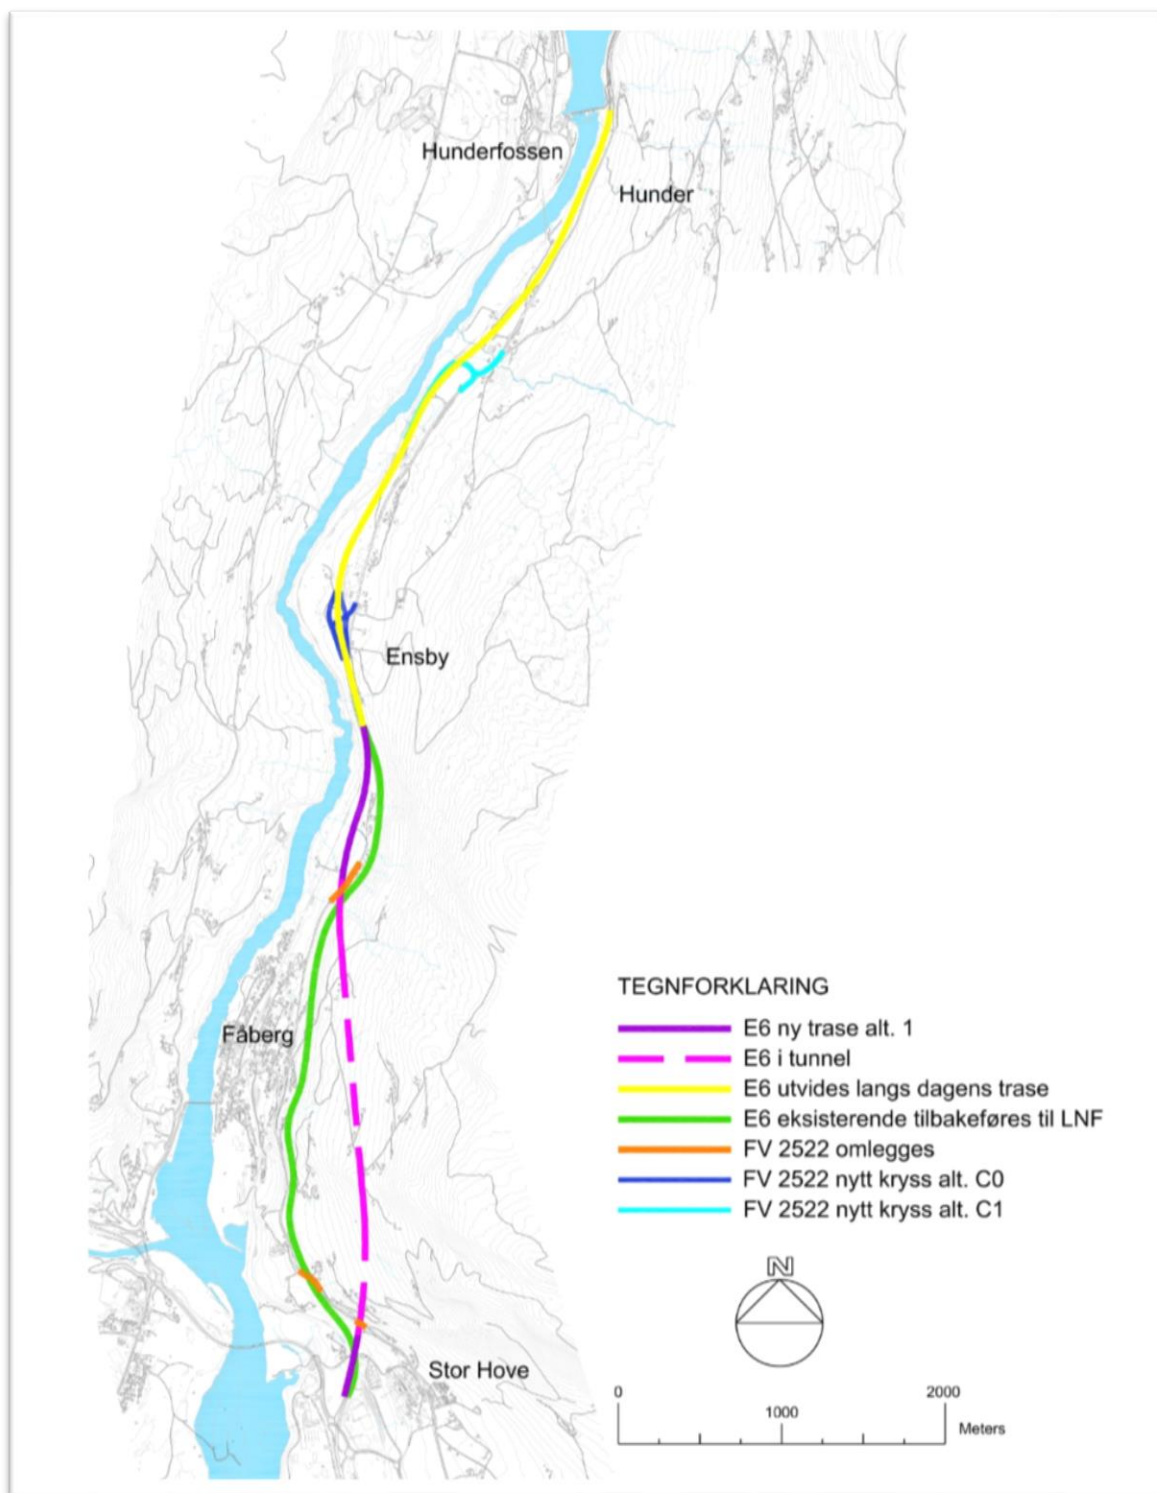 Hunderfossen
Hunder
Ensby
Fåberg
Stor Hove
TEGNFORKLARING
E6 ny trase alt. 1
E6 i tunnel
E6 utvides langs dagens trase
E6 eksisterende tilbakeføres til LNF
FV 2522 omlegges
FV 2522 nytt kryss alt. C0
FV 2522 nytt kryss alt. C1
N
0
2000
1000
Meters